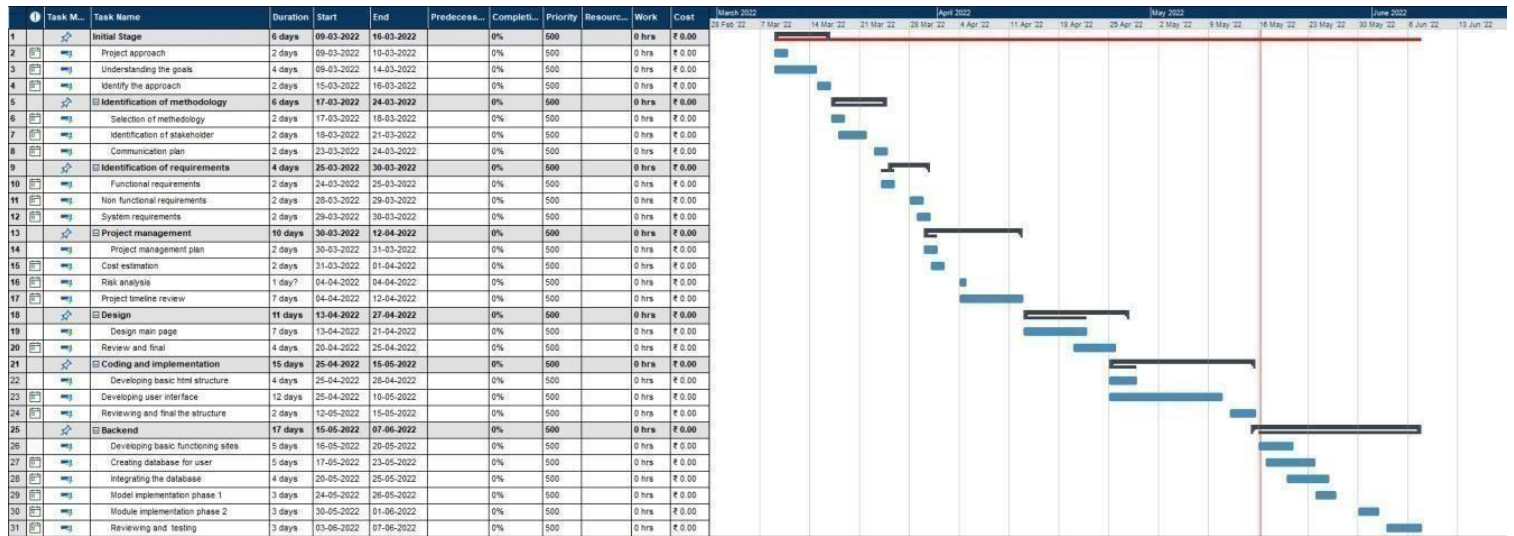 Task M... Task Name Duration Start End Predecess... Completi... Priority Resourc... Work Cost
March 2022 April 2022 May 2022 June 2022
28 Feb '22 7 Mar '22 14 Mar '22 21 Mar '22 28 Mar '22 4 Apr '22 11 Apr '22 18 Apr '22 25 Apr '22 2 May '22 9 May '22 16 May '22 23 May '22 30 May '22 6 Jun '22 13 Jun '22
1 Initial Stage 6 days 09-03-2022 16-03-2022 0% 500 0 hrs ₹ 0.00
2 Project approach 2 days 09-03-2022 10-03-2022 0% 500 0 hrs ₹ 0.00
3 Understanding the goals 4 days 09-03-2022 14-03-2022 0% 500 0 hrs ₹ 0.00
4 Identify the approach 2 days 15-03-2022 16-03-2022 0% 500 0 hrs ₹ 0.00
5 Identification of methodology 6 days 17-03-2022 24-03-2022 0% 500 0 hrs ₹ 0.00
6 Selection of methedology 2 days 17-03-2022 18-03-2022 0% 500 0 hrs ₹ 0.00
7 Identification of stakeholder 2 days 18-03-2022 21-03-2022 0% 500 0 hrs ₹ 0.00
8 Communication plan 2 days 23-03-2022 24-03-2022 0% 500 0 hrs ₹ 0.00
9 Identification of requirements 4 days 25-03-2022 30-03-2022 0% 500 0 hrs ₹ 0.00
10 Functional requirements 2 days 24-03-2022 25-03-2022 0% 500 0 hrs ₹ 0.00
11 Non functional requirements 2 days 28-03-2022 29-03-2022 0% 500 0 hrs ₹ 0.00
12 System requirements 2 days 29-03-2022 30-03-2022 0% 500 0 hrs ₹ 0.00
13 Project management 10 days 30-03-2022 12-04-2022 0% 500 0 hrs ₹ 0.00
14 Project management plan 2 days 30-03-2022 31-03-2022 0% 500 0 hrs ₹ 0.00
15 Cost estimation 2 days 31-03-2022 01-04-2022 0% 500 0 hrs ₹ 0.00
16 Risk analysis 1 day? 04-04-2022 04-04-2022 0% 500 0 hrs ₹ 0.00
17 Project timeline review 7 days 04-04-2022 12-04-2022 0% 500 0 hrs ₹ 0.00
18 Design 11 days 13-04-2022 27-04-2022 0% 500 0 hrs ₹ 0.00
19 Design main page 7 days 13-04-2022 21-04-2022 0% 500 0 hrs ₹ 0.00
20 Review and final 4 days 20-04-2022 25-04-2022 0% 500 0 hrs ₹ 0.00
21 Coding and implementation 15 days 25-04-2022 15-05-2022 0% 500 0 hrs ₹ 0.00
22 Developing basic html structure 4 days 25-04-2022 28-04-2022 0% 500 0 hrs ₹ 0.00
23 Developing user interface 12 days 25-04-2022 10-05-2022 0% 500 0 hrs ₹ 0.00
24 Reviewing and final the structure 2 days 12-05-2022 15-05-2022 0% 500 0 hrs ₹ 0.00
25 Backend 17 days 15-05-2022 07-06-2022 0% 500 0 hrs ₹ 0.00
26 Developing basic functioning sites 5 days 16-05-2022 20-05-2022 0% 500 0 hrs ₹ 0.00
27 Creating database for user 5 days 17-05-2022 23-05-2022 0% 500 0 hrs ₹ 0.00
28 Integrating the database 4 days 20-05-2022 25-05-2022 0% 500 0 hrs ₹ 0.00
29 Model implementation phase 1 3 days 24-05-2022 26-05-2022 0% 500 0 hrs ₹ 0.00
30 Module implementation phase 2 3 days 30-05-2022 01-06-2022 0% 500 0 hrs ₹ 0.00
31 Reviewing and testing 3 days 03-06-2022 07-06-2022 0% 500 0 hrs ₹ 0.00